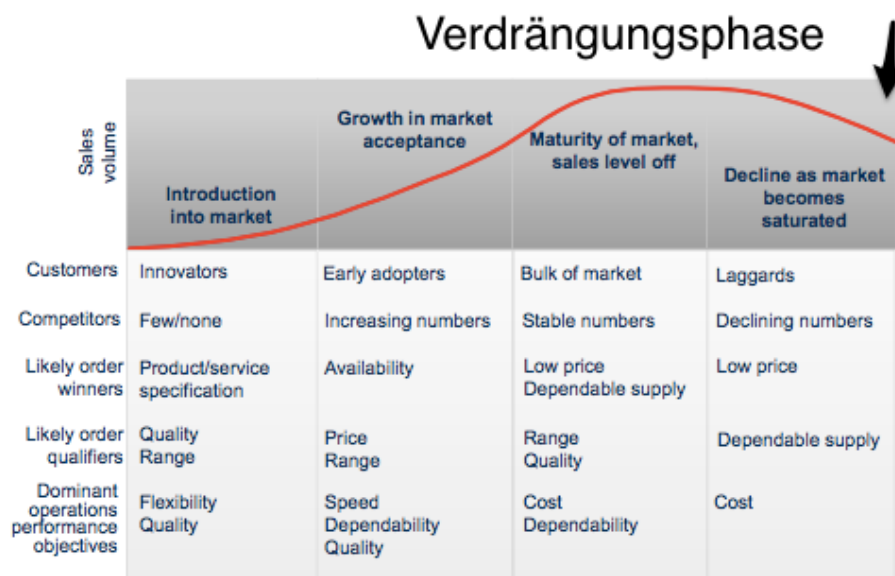 Verdrängungsphase
Sales
volume
Introduction
into market
Growth in market
acceptance
Maturity of market,
sales level off
Decline as market
becomes
saturated
Customers
Innovators
Early adopters
Bulk of market
Laggards
Competitors
Few/none
Increasing numbers
Stable numbers
Declining numbers
Likely order
winners
Product/service
specification
Availability
Low price
Dependable supply
Low price
Likely order
qualifiers
Quality
Range
Price
Range
Range
Quality
Dependable supply
Dominant
operations
performance
objectives
Flexibility
Quality
Speed
Dependability
Quality
Cost
Dependability
Cost